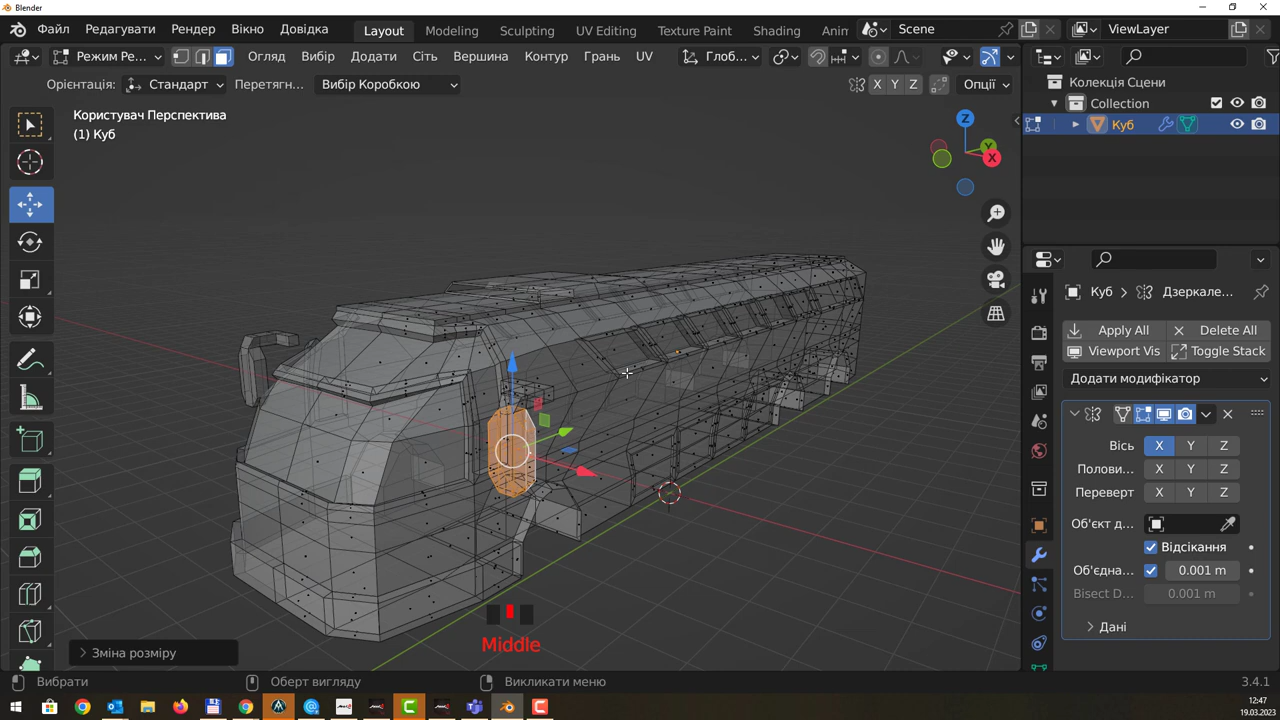 Blender
Файл Редагувати Рендер Вікно Довідка Layout Modeling Sculpting UV Editing Texture Paint Shading Anin Scene ViewLayer
Режим Ре... Огляд Вибір Додати Сіть Вершина Контур Грань UV Глоб...
Орієнтація: Стандарт Перетягн... Вибір Коробкою X Y Z Опції
Користувач Перспектива
(1) Куб
Z
Y
X
Колекція Сцени
Collection
Куб
Куб Дзеркале...
Apply All Delete All
Viewport Vis Toggle Stack
Додати модифікатор
Вісь X Y Z
Полови... X Y Z
Переверт X Y Z
Об'єкт д...
Відсікання
Об'єдна... 0.001 m
Bisect D... 0.001 m
Дані
Middle
Зміна розміру
Вибрати Оберт вигляду Викликати меню 3.4.1
12:47
19.03.2023